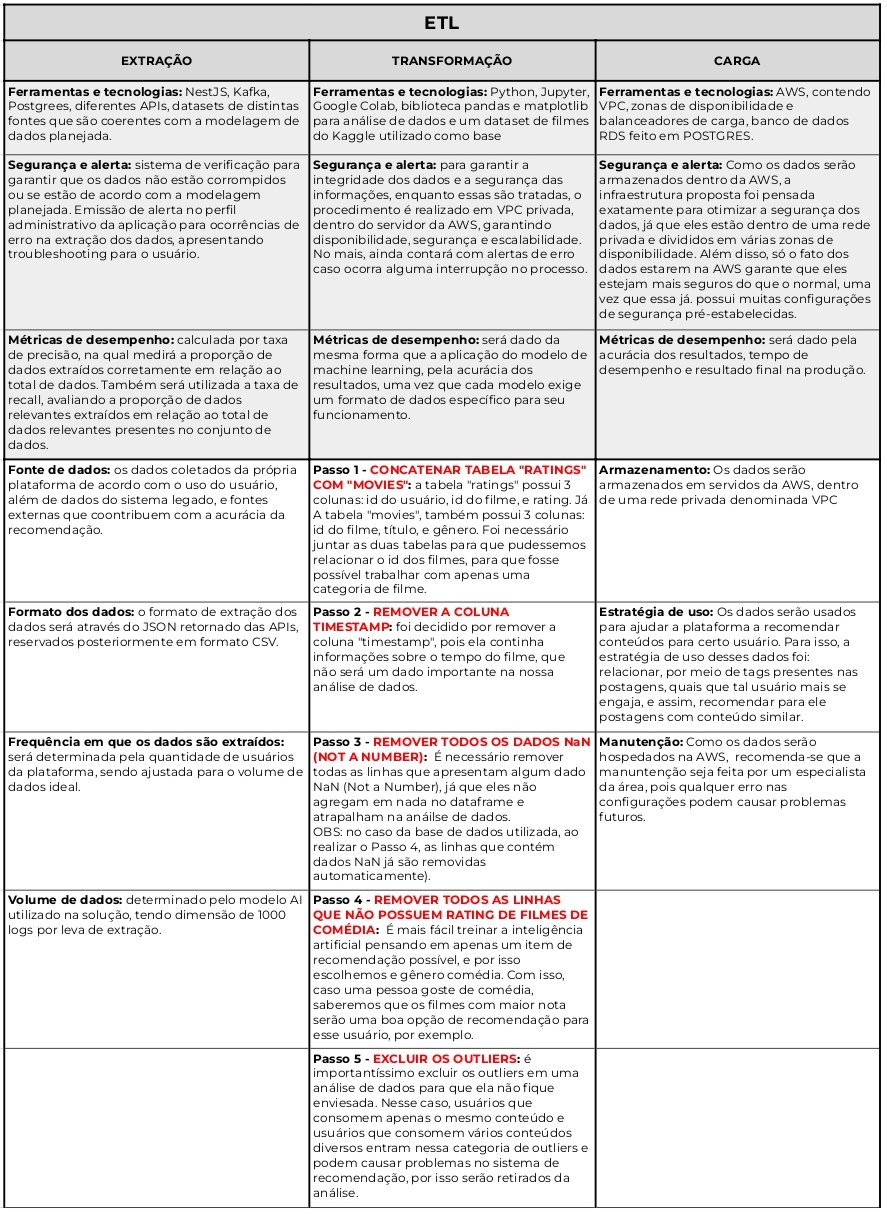 ETL
EXTRAÇÃO
TRANSFORMAÇÃO
CARGA
Ferramentas e tecnologias: NestJS, Kafka,
Postgrees, diferentes APIs, datasets de distintas
fontes que são coerentes com a modelagem de
dados planejada.
Ferramentas e tecnologias: Python, Jupyter,
Google Colab, biblioteca pandas e matplotlib
para análise de dados e um dataset de filmes
do Kaggle utilizado como base
Ferramentas e tecnologias: AWS, contendo
VPC, zonas de disponibilidade e
balanceadores de carga, banco de dados
RDS feito em POSTGRES.
Segurança e alerta: sistema de verificação para
garantir que os dados não estão corrompidos
ou se estão de acordo com a modelagem
planejada. Emissão de alerta no perfil
administrativo da aplicação para ocorrências de
erro na extração dos dados, apresentando
troubleshooting para o usuário.
Segurança e alerta: para garantir a
integridade dos dados e a segurança das
informações, enquanto essas são tratadas, o
procedimento é realizado em VPC privada,
dentro do servidor da AWS, garantindo
disponibilidade, segurança e escalabilidade.
No mais, ainda contará com alertas de erro
caso ocorra alguma interrupção no processo.
Segurança e alerta: Como os dados serão
armazenados dentro da AWS, a
infraestrutura proposta foi pensada
exatamente para otimizar a segurança dos
dados, já que eles estão dentro de uma rede
privada e divididos em várias zonas de
disponibilidade. Além disso, só o fato dos
dados estarem na AWS garante que eles
estejam mais seguros do que o normal, uma
vez que essa já. possui muitas configurações
de segurança pré-estabelecidas.
Métricas de desempenho: calculada por taxa
de precisão, na qual medirá a proporção de
dados extraídos corretamente em relação ao
total de dados. Também será utilizada a taxa de
recall, avaliando a proporção de dados
relevantes extraídos em relação ao total de
dados relevantes presentes no conjunto de
dados.
Métricas de desempenho: será dado da
mesma forma que a aplicação do modelo de
machine learning, pela acurácia dos
resultados, uma vez que cada modelo exige
um formato de dados específico para seu
funcionamento.
Métricas de desempenho: será dado pela
acurácia dos resultados, tempo de
desempenho e resultado final na produção.
Fonte de dados: os dados coletados da própria
plataforma de acordo com o uso do usuário,
além de dados do sistema legado, e fontes
externas que coontribuem com a acurácia da
recomendação.
Passo 1 - CONCATENAR TABELA "RATINGS"
COM "MOVIES": a tabela "ratings" possui 3
colunas: id do usuário, id do filme, e rating. Já
A tabela "movies", também possui 3 colunas:
id do filme, título, e gênero. Foi necessário
juntar as duas tabelas para que pudessemos
relacionar o id dos filmes, para que fosse
possível trabalhar com apenas uma
categoria de filme.
Armazenamento: Os dados serão
armazenados em servidos da AWS, dentro
de uma rede privada denominada VPC
Formato dos dados: o formato de extração dos
dados será através do JSON retornado das APIs,
reservados posteriormente em formato CSV.
Passo 2 - REMOVER A COLUNA
TIMESTAMP: foi decidido por remover a
coluna "timestamp", pois ela continha
informações sobre o tempo do filme, que
não será um dado importante na nossa
análise de dados.
Estratégia de uso: Os dados serão usados
para ajudar a plataforma a recomendar
conteúdos para certo usuário. Para isso, a
estratégia de uso desses dados foi:
relacionar, por meio de tags presentes nas
postagens, quais que tal usuário mais se
engaja, e assim, recomendar para ele
postagens com conteúdo similar.
Frequência em que os dados são extraídos:
será determinada pela quantidade de usuários
da plataforma, sendo ajustada para o volume de
dados ideal.
Passo 3 - REMOVER TODOS OS DADOS NaN
(NOT A NUMBER): É necessário remover
todas as linhas que apresentam algum dado
NaN (Not a Number), já que eles não
agregam em nada no dataframe e
atrapalham na anáilse de dados.
OBS: no caso da base de dados utilizada, ao
realizar o Passo 4, as linhas que contém
dados NaN já são removidas
automaticamente).
Manutenção: Como os dados serão
hospedados na AWS, recomenda-se que a
manuntenção seja feita por um especialista
da área, pois qualquer erro nas
configurações podem causar problemas
futuros.
Volume de dados: determinado pelo modelo AI
utilizado na solução, tendo dimensão de 1000
logs por leva de extração.
Passo 4 - REMOVER TODOS AS LINHAS
QUE NÃO POSSUEM RATING DE FILMES DE
COMÉDIA: É mais fácil treinar a inteligência
artificial pensando em apenas um item de
recomendação possível, e por isso
escolhemos e gênero comédia. Com isso,
caso uma pessoa goste de comédia,
saberemos que os filmes com maior nota
serão uma boa opção de recomendação para
esse usuário, por exemplo.
Passo 5 - EXCLUIR OS OUTLIERS: é
importantíssimo excluir os outliers em uma
análise de dados para que ela não fique
enviesada. Nesse caso, usuários que
consomem apenas o mesmo conteúdo e
usuários que consomem vários conteúdos
diversos entram nessa categoria de outliers e
podem causar problemas no sistema de
recomendação, por isso serão retirados da
análise.